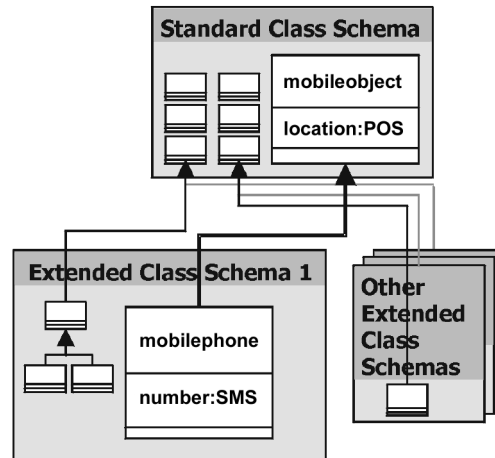 Standard Class Schema
mobileobject
location:POS
Extended Class Schema 1
mobilephone
number:SMS
Other
Extended
Class
Schemas